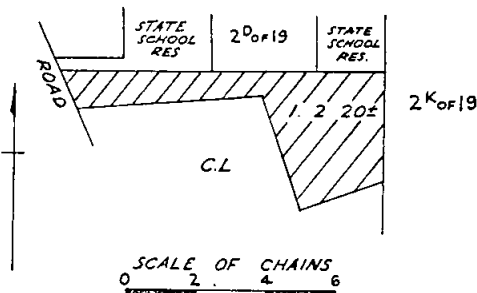 STATE
SCHOOL
RES
2ᴰ OF 19
STATE
SCHOOL
RES.
ROAD
1. 2 20±
2ᴷ OF 19
C.L
SCALE OF CHAINS
0 2 4 6